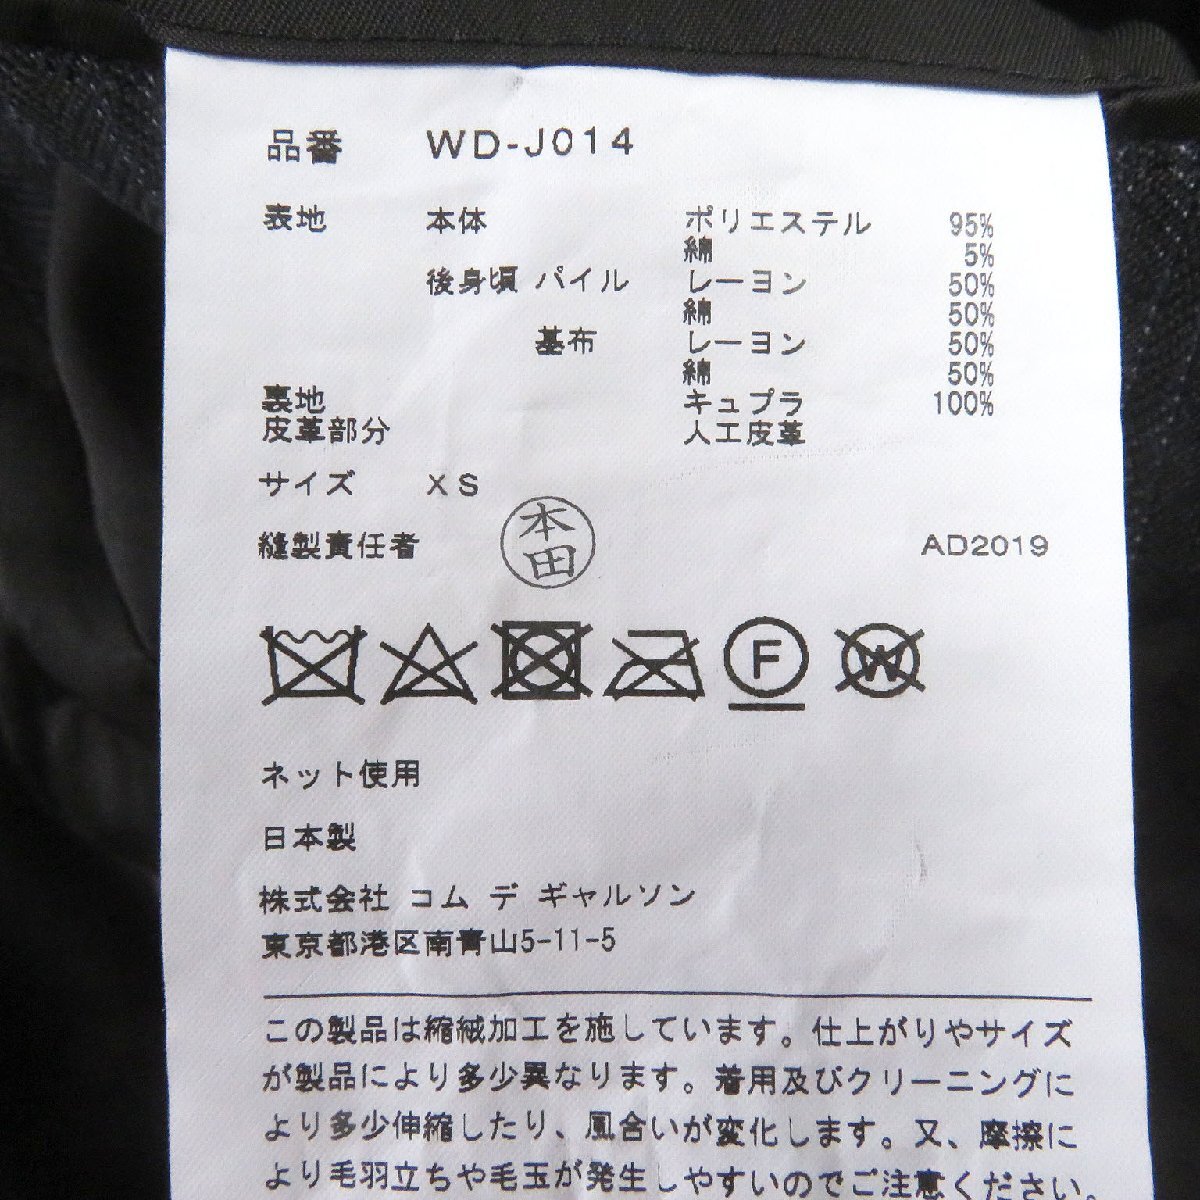 品番 WD-J014
表地 本体 ポリエステル 95%
綿 5%
後身頃 パイル レーヨン 50%
綿 50%
基布 レーヨン 50%
綿 50%
裏地 キュプラ 100%
皮革部分 人工皮革
サイズ XS
縫製責任者 本田 AD2019
F W
ネット使用
日本製
株式会社 コム デ ギャルソン
東京都港区南青山5-11-5
この製品は縮絨加工を施しています。仕上がりやサイズ
が製品により多少異なります。着用及びクリーニングに
より多少伸縮したり、風合いが変化します。又、摩擦に
より毛羽立ちや毛玉が発生しやすいのでご注意ください。